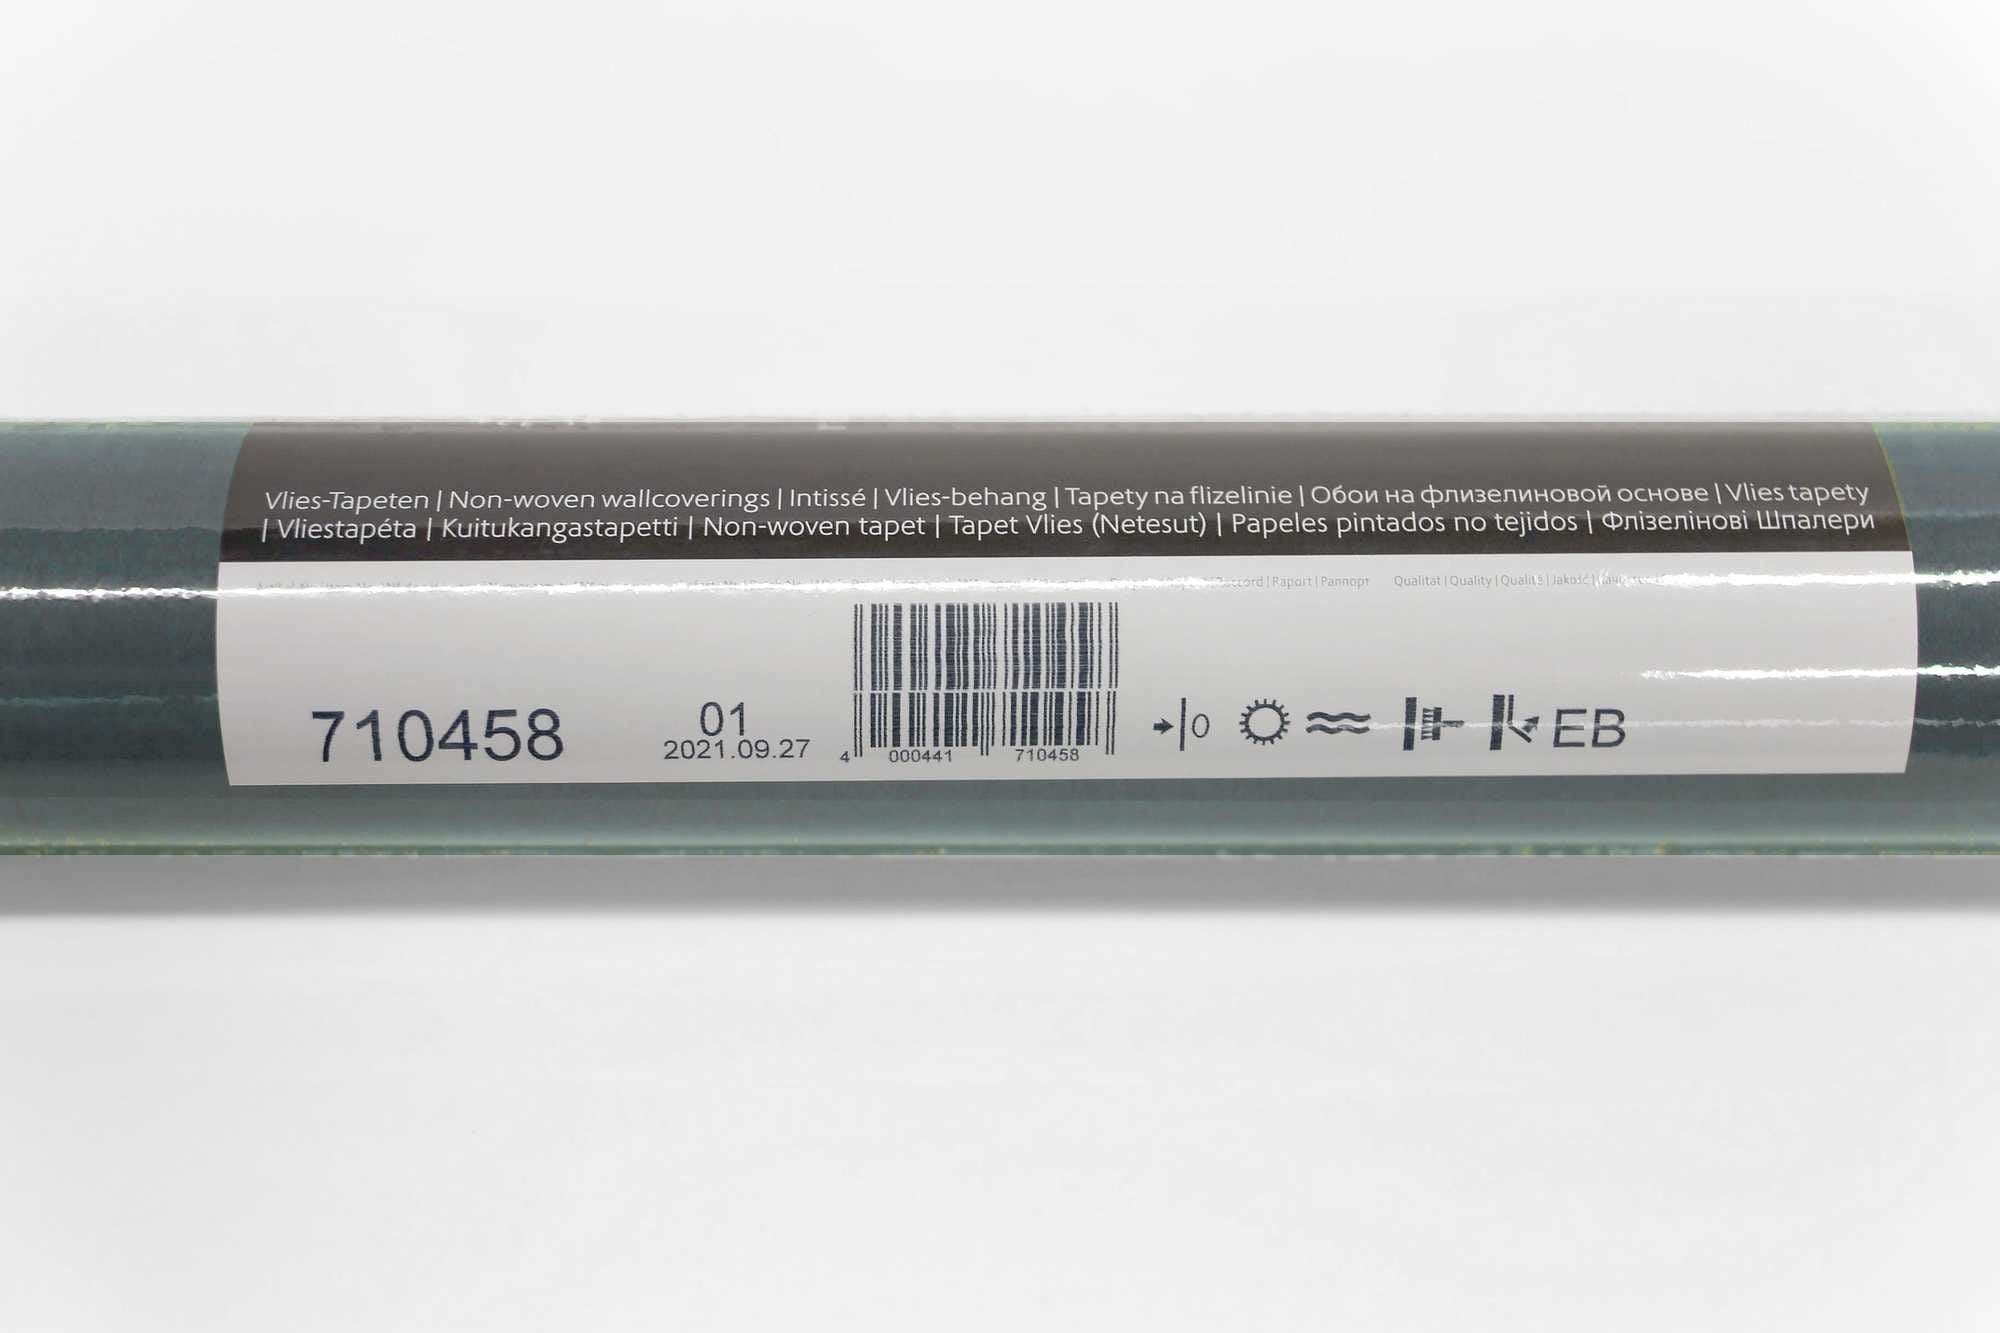 Vlies-Tapeten | Non-woven wallcoverings | Intissé | Vlies-behang | Tapety na flizelinie | Обои на флизелиновой основе | Vlies tapety
| Vliestapéta | Kuitukangastapetti | Non-woven tapet | Tapet Vlies (Netesut) | Papeles pintados no tejidos | Флізелінові Шпалери
Raport | Раппорт Qualität | Quality | Qualité | Jakość |
710458
01
2021.09.27
4 000441 710458
0
EB